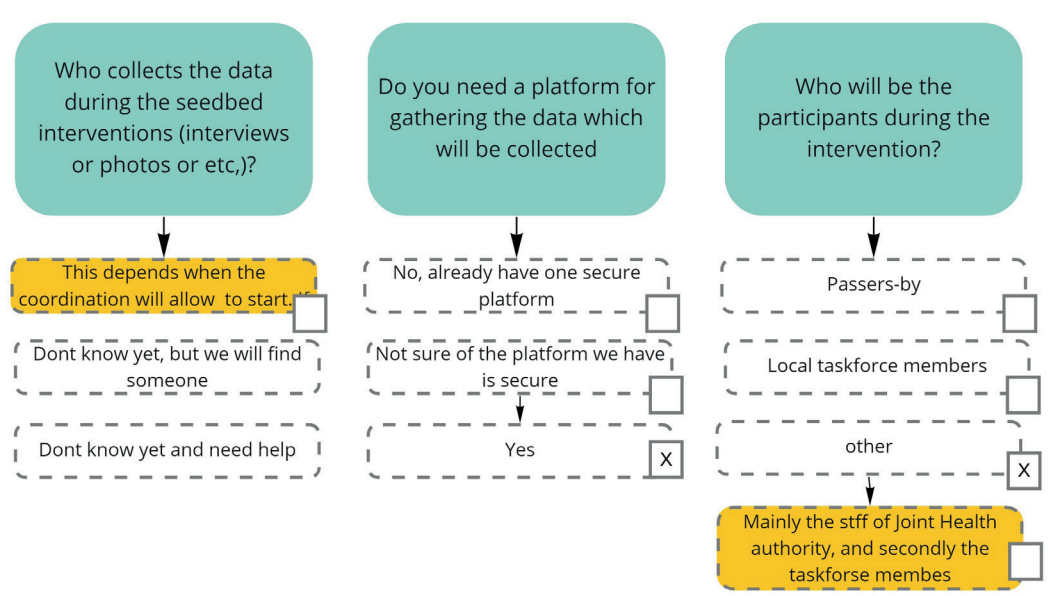 Who collects the data
during the seedbed
interventions (interviews
or photos or etc,)?
This depends when the
coordination will allow to start.
Dont know yet, but we will find
someone
Dont know yet and need help
Do you need a platform for
gathering the data which
will be collected
No, already have one secure
platform
Not sure of the platform we have
is secure
Yes
X
Who will be the
participants during the
intervention?
Passers-by
Local taskforce members
other
X
Mainly the stff of Joint Health
authority, and secondly the
taskforse membes